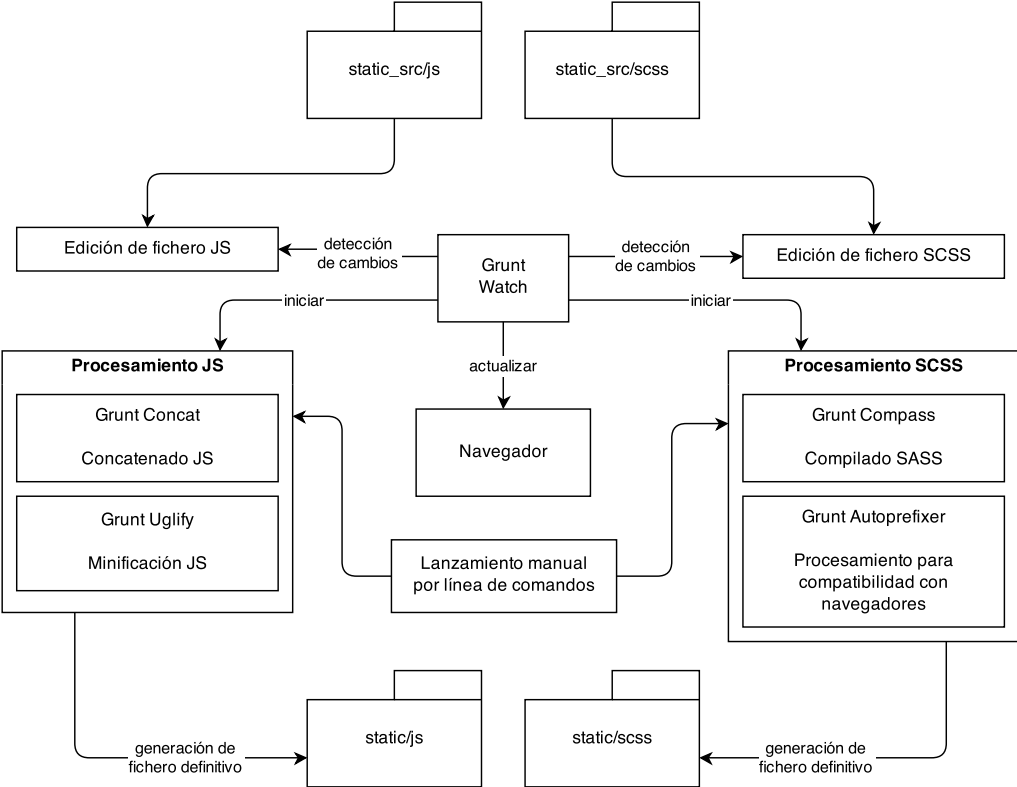 static_src/js
static_src/scss
Edición de fichero JS
detección
de cambios
Grunt
Watch
detección
de cambios
Edición de fichero SCSS
iniciar
iniciar
actualizar
Procesamiento JS
Grunt Concat
Concatenado JS
Grunt Uglify
Minificación JS
Navegador
Procesamiento SCSS
Grunt Compass
Compilado SASS
Grunt Autoprefixer
Procesamiento para
compatibilidad con
navegadores
Lanzamiento manual
por línea de comandos
generación de
fichero definitivo
static/js
static/scss
generación de
fichero definitivo